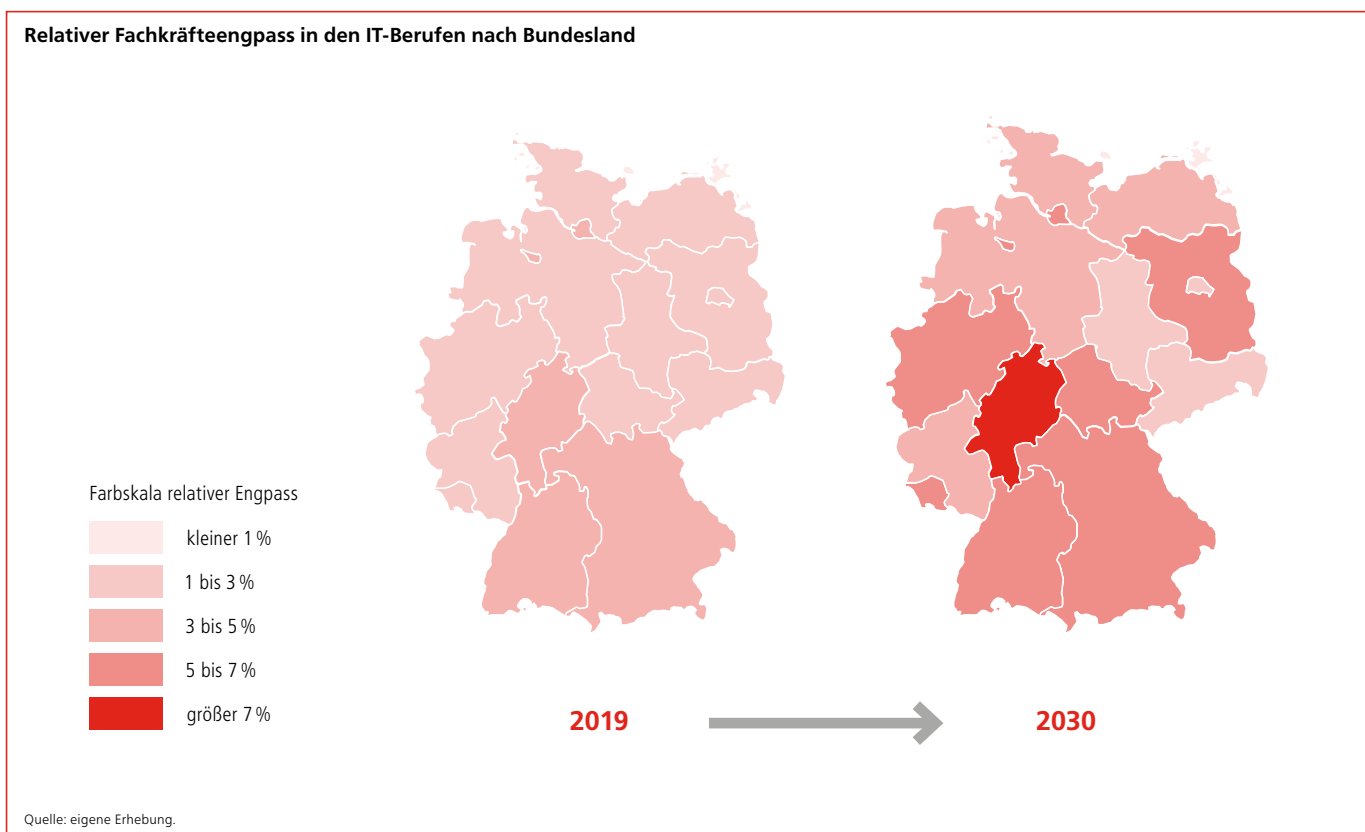 Relativer Fachkräfteengpass in den IT-Berufen nach Bundesland
Farbskala relativer Engpass
kleiner 1 %
1 bis 3 %
3 bis 5 %
5 bis 7 %
größer 7 %
2019
2030
Quelle: eigene Erhebung.